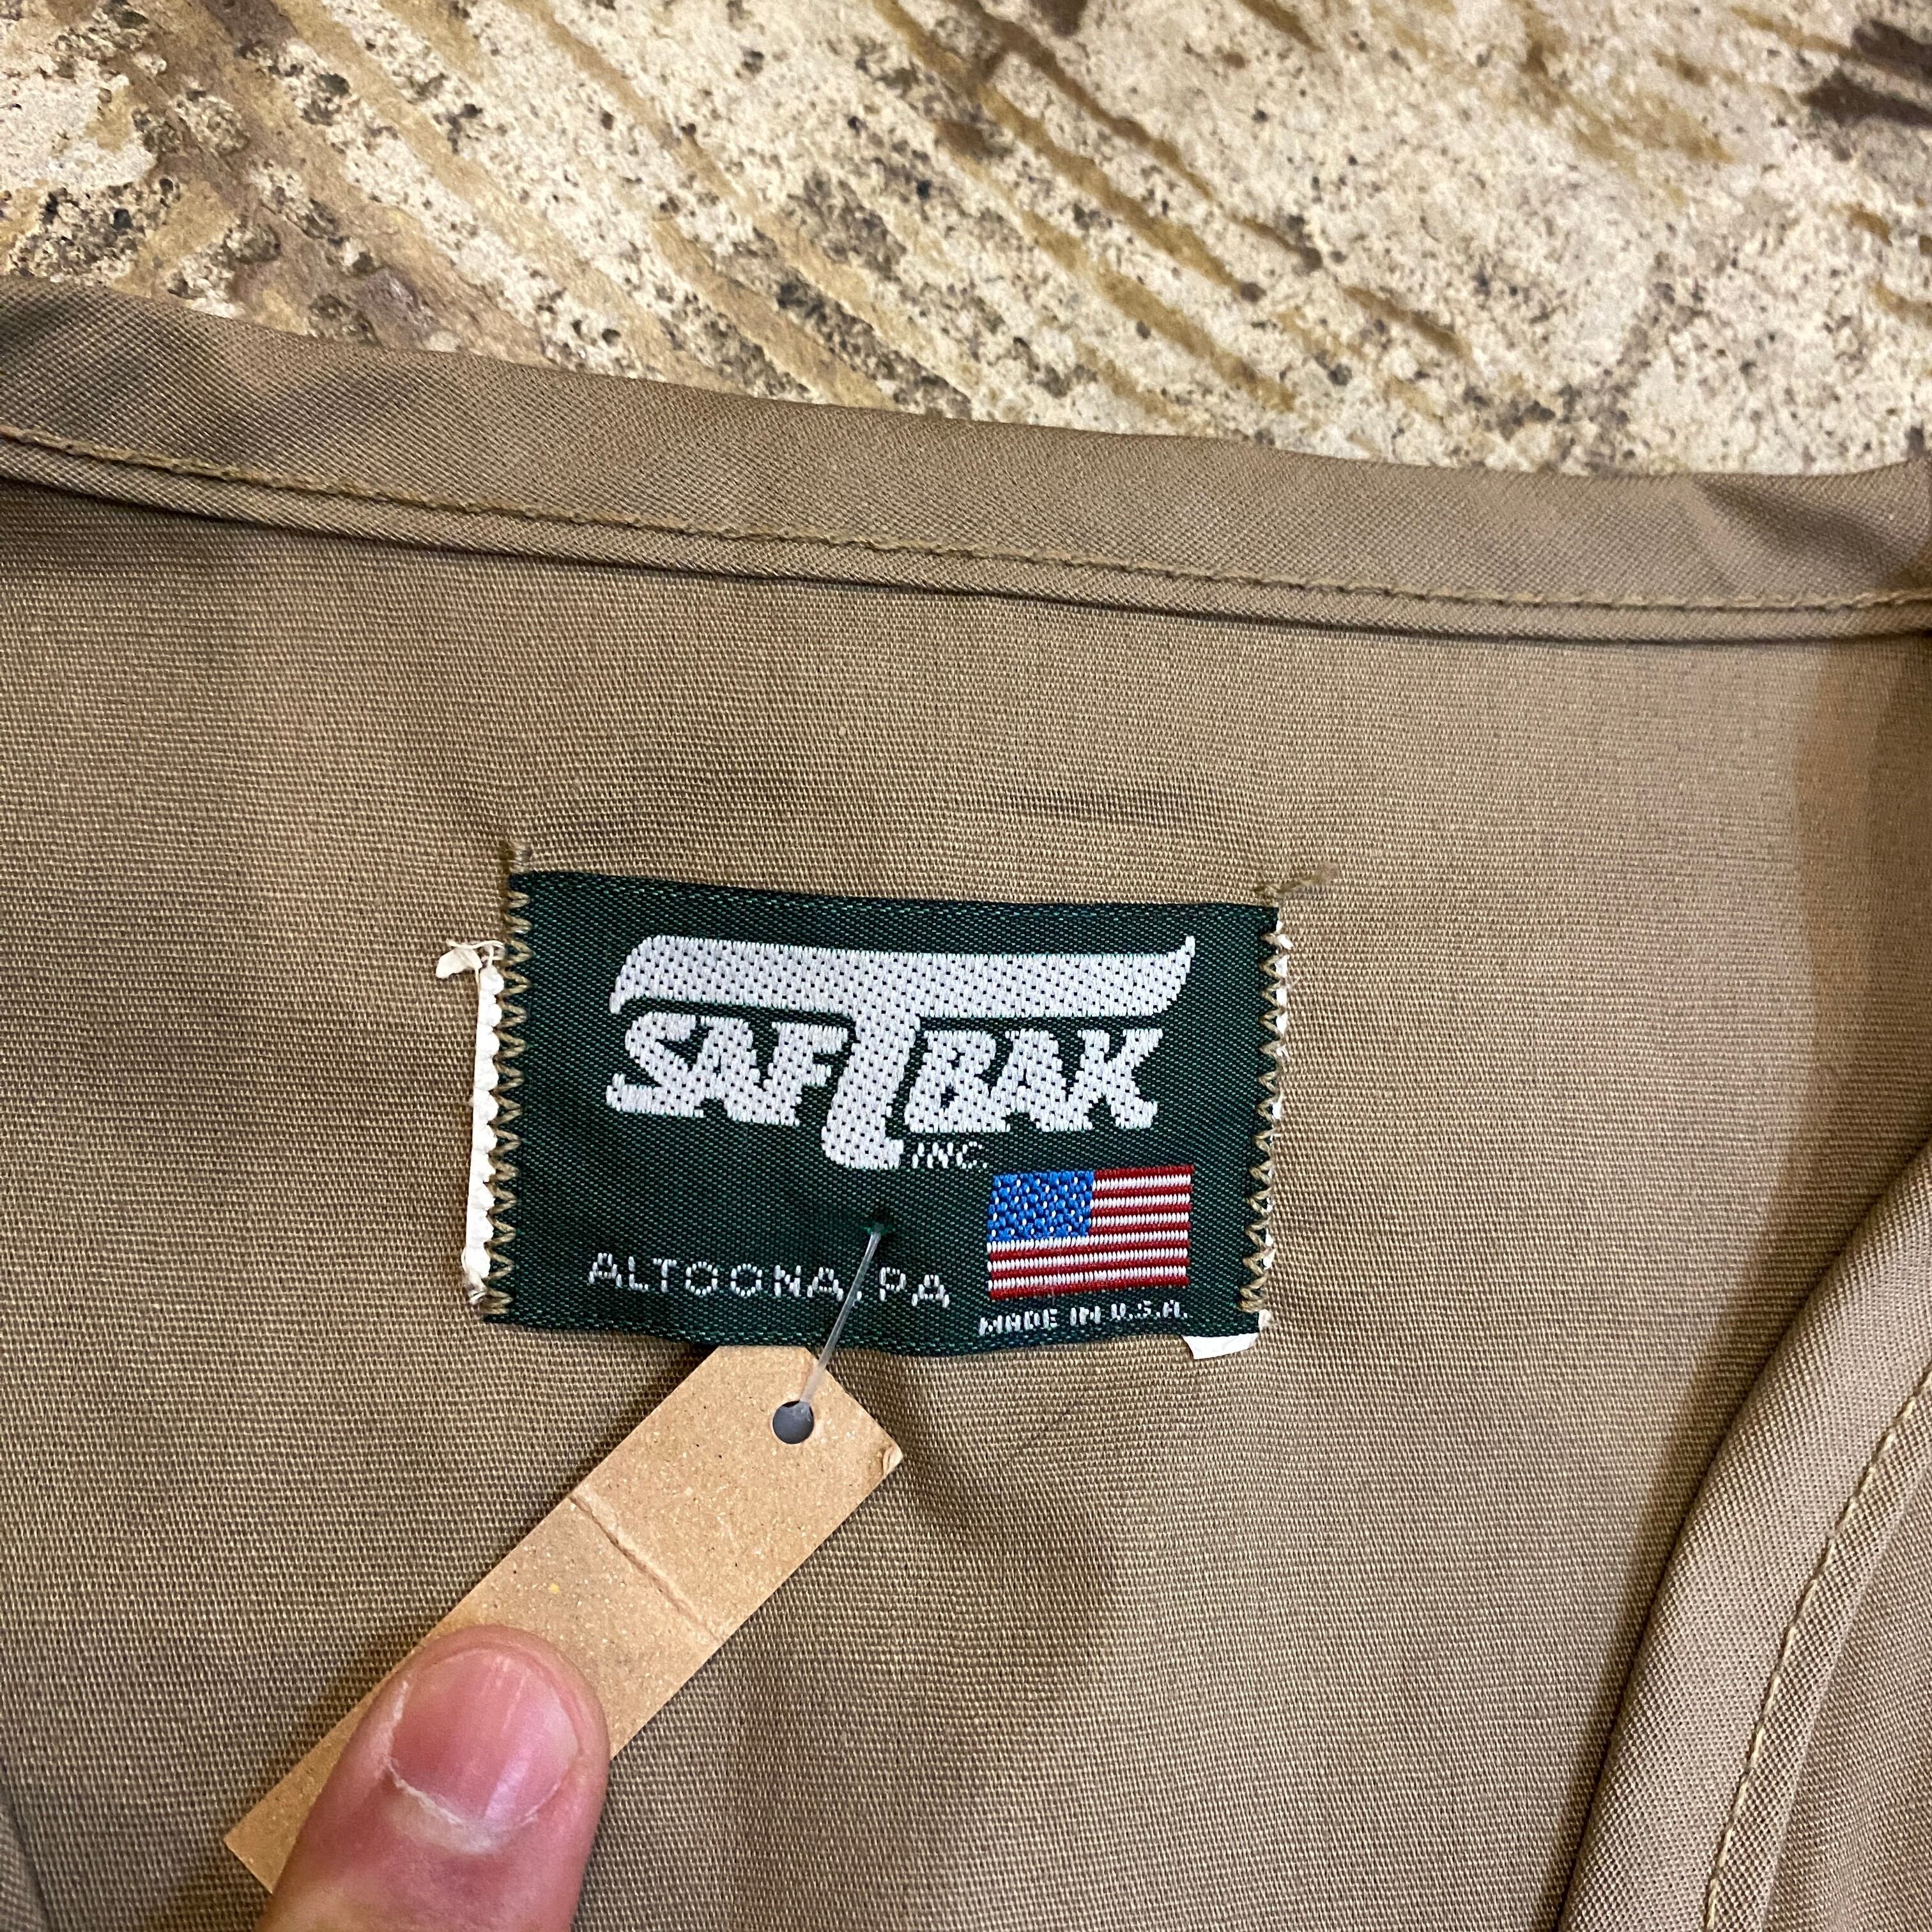 SAFTBAK
INC.
ALTOONA, PA
MADE IN U.S.A.